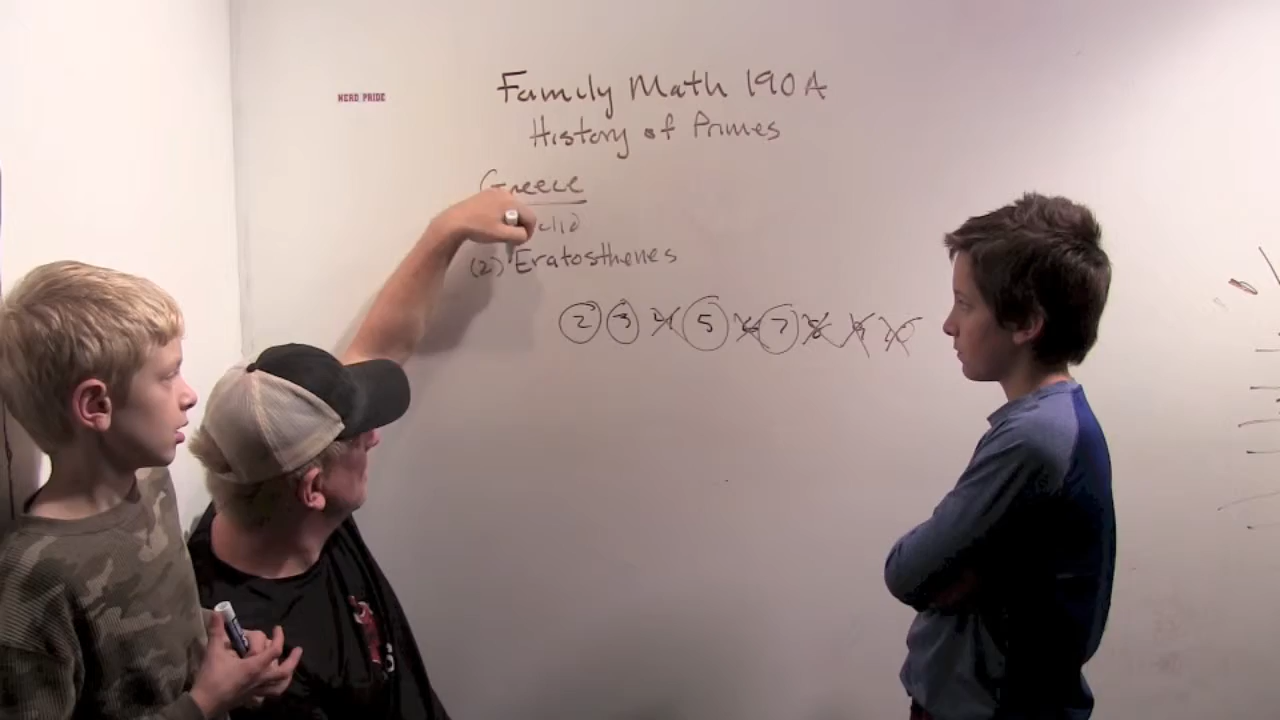 NERD PRIDE
Family Math 190A
History of Primes
Greece
clid
(2) Eratosthenes
2 3 4 5 6 7 8 9 10